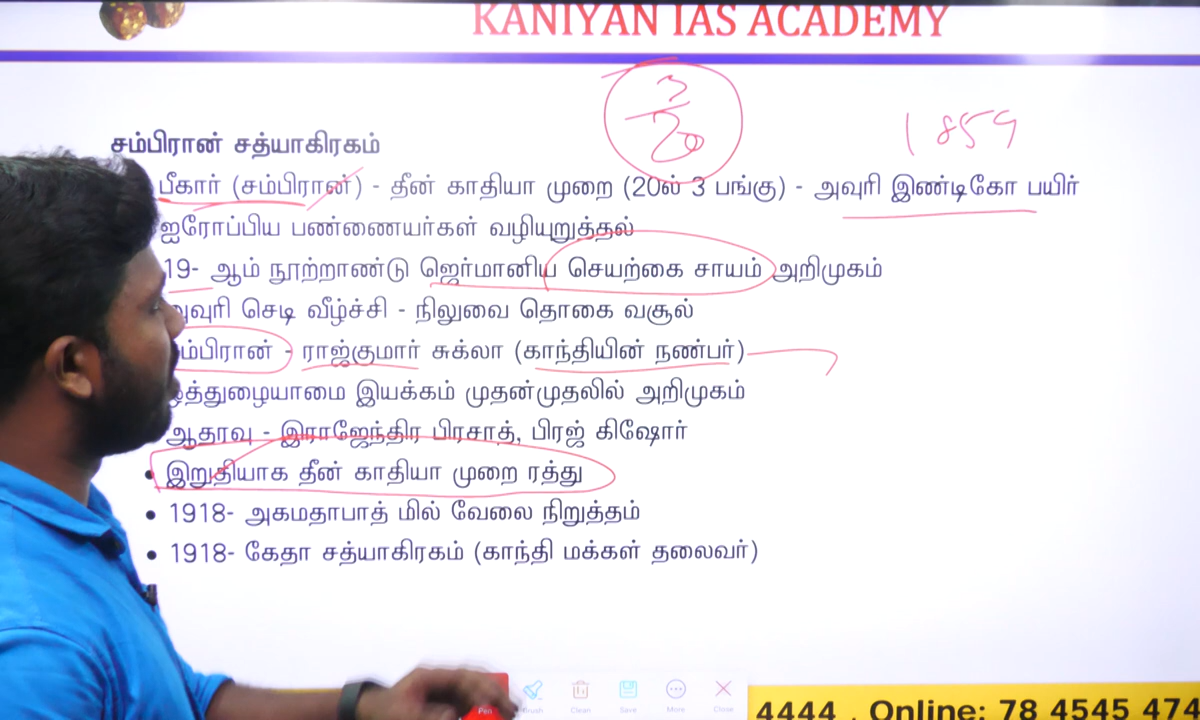 KANIYAN IAS ACADEMY
3
20
1859
சம்பிரான் சத்யாகிரகம்
பீகார் (சம்பிரான்) - தீன் காதியா முறை (20ல் 3 பங்கு) - அவுரி இண்டிகோ பயிர்
ஐரோப்பிய பண்ணையர்கள் வழியுறுத்தல்
19- ஆம் நூற்றாண்டு ஜெர்மானிய செயற்கை சாயம் அறிமுகம்
செடி வீழ்ச்சி - நிலுவை தொகை வசூல்
- ராஜ்குமார் சுக்லா (காந்தியின் நண்பர்)
இயக்கம் முதன்முதலில் அறிமுகம்
ஆதரவு - இராஜேந்திர பிரசாத், பிரஜ் கிஷோர்
• இறுதியாக தீன் காதியா முறை ரத்து
• 1918- அகமதாபாத் மில் வேலை நிறுத்தம்
• 1918- கேதா சத்யாகிரகம் (காந்தி மக்கள் தலைவர்)
Pen Brush Clean Save More Close
4444 , Online: 78 4545 474